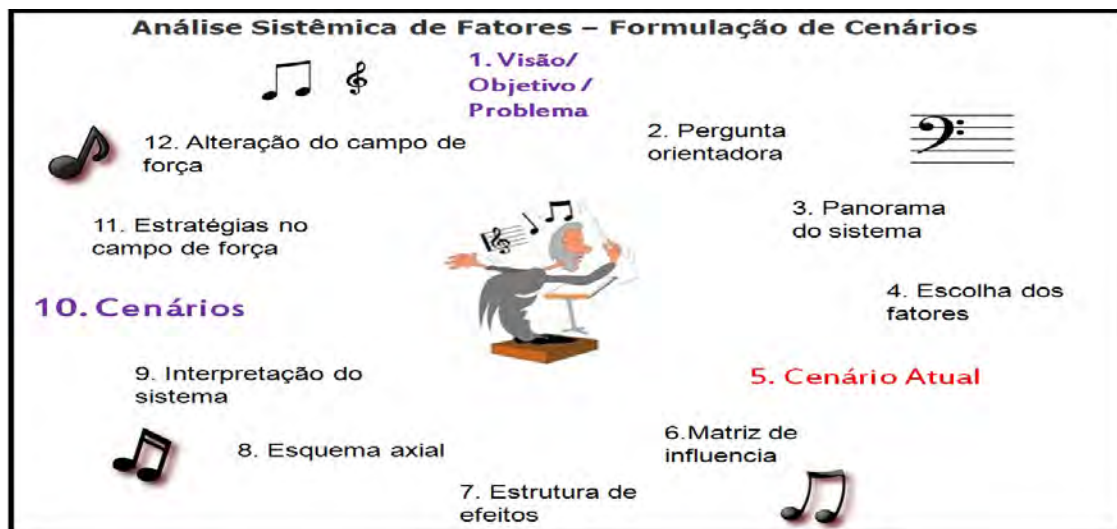 Análise Sistêmica de Fatores – Formulação de Cenários
1. Visão/
Objetivo /
Problema
2. Pergunta
orientadora
3. Panorama
do sistema
4. Escolha dos
fatores
5. Cenário Atual
6.Matriz de
influencia
7. Estrutura de
efeitos
8. Esquema axial
9. Interpretação do
sistema
10. Cenários
11. Estratégias no
campo de força
12. Alteração do campo de
força